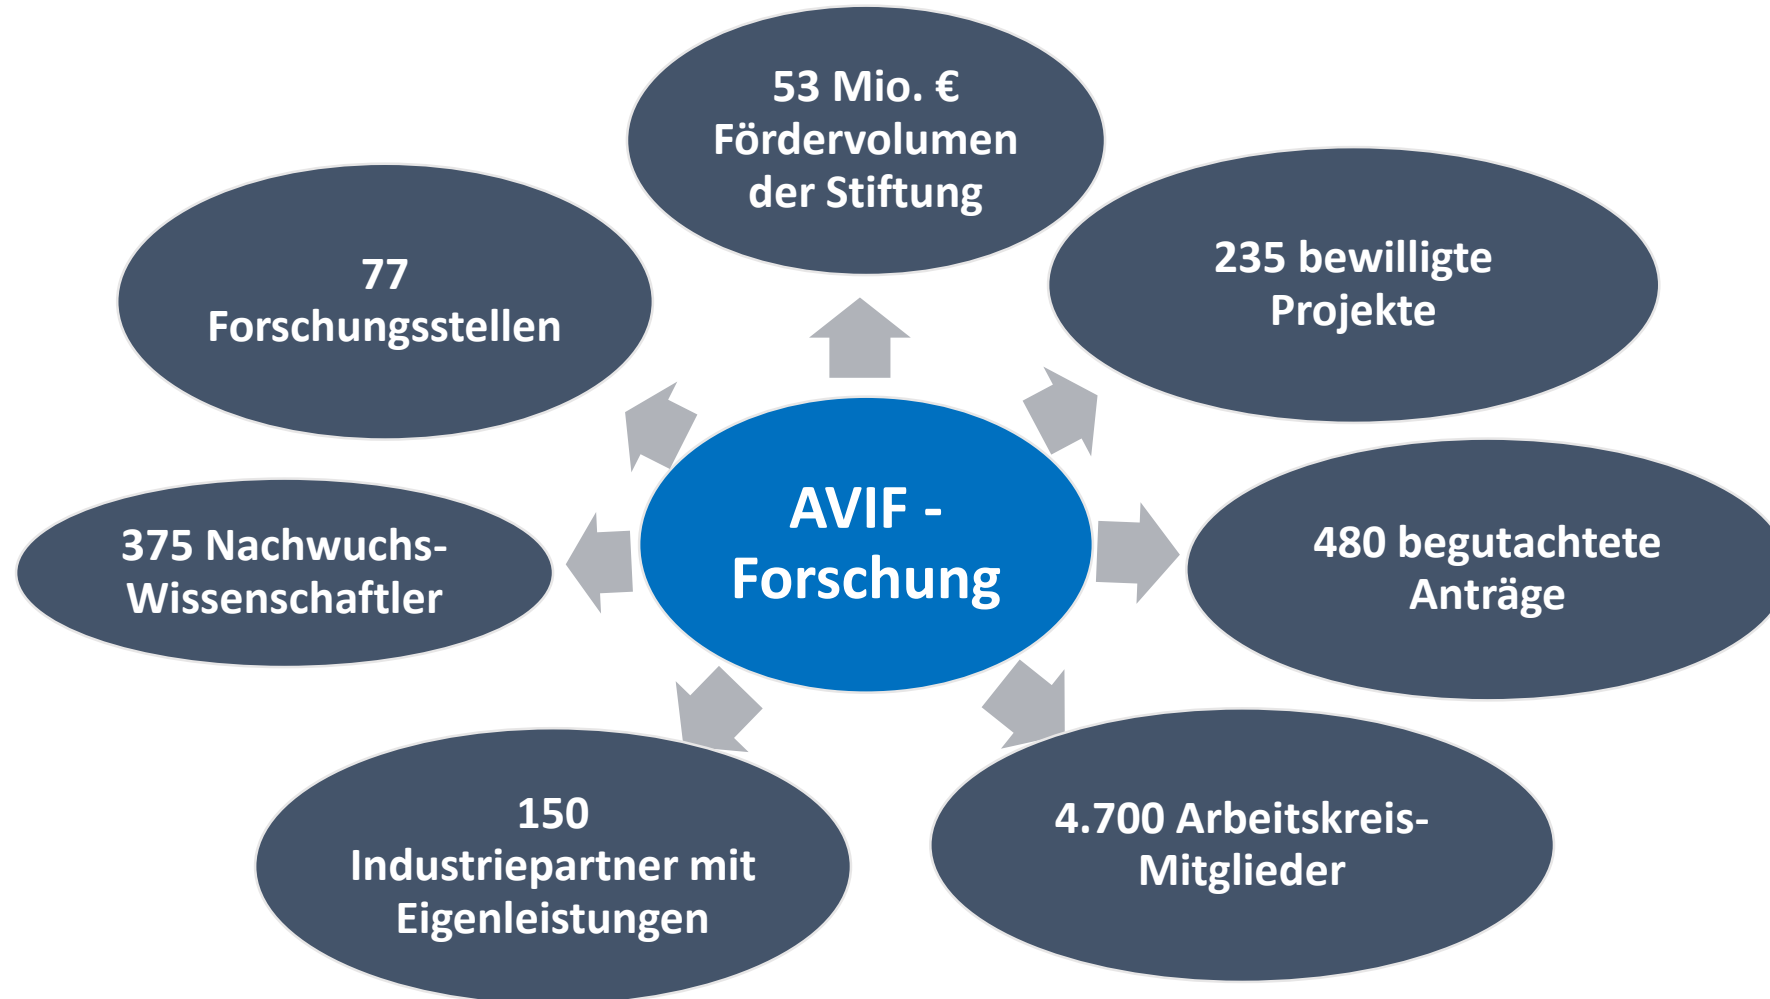 53 Mio. €
Fördervolumen
der Stiftung
235 bewilligte
Projekte
77
Forschungsstellen
AVIF -
Forschung
480 begutachtete
Anträge
375 Nachwuchs-
Wissenschaftler
4.700 Arbeitskreis-
Mitglieder
150
Industriepartner mit
Eigenleistungen